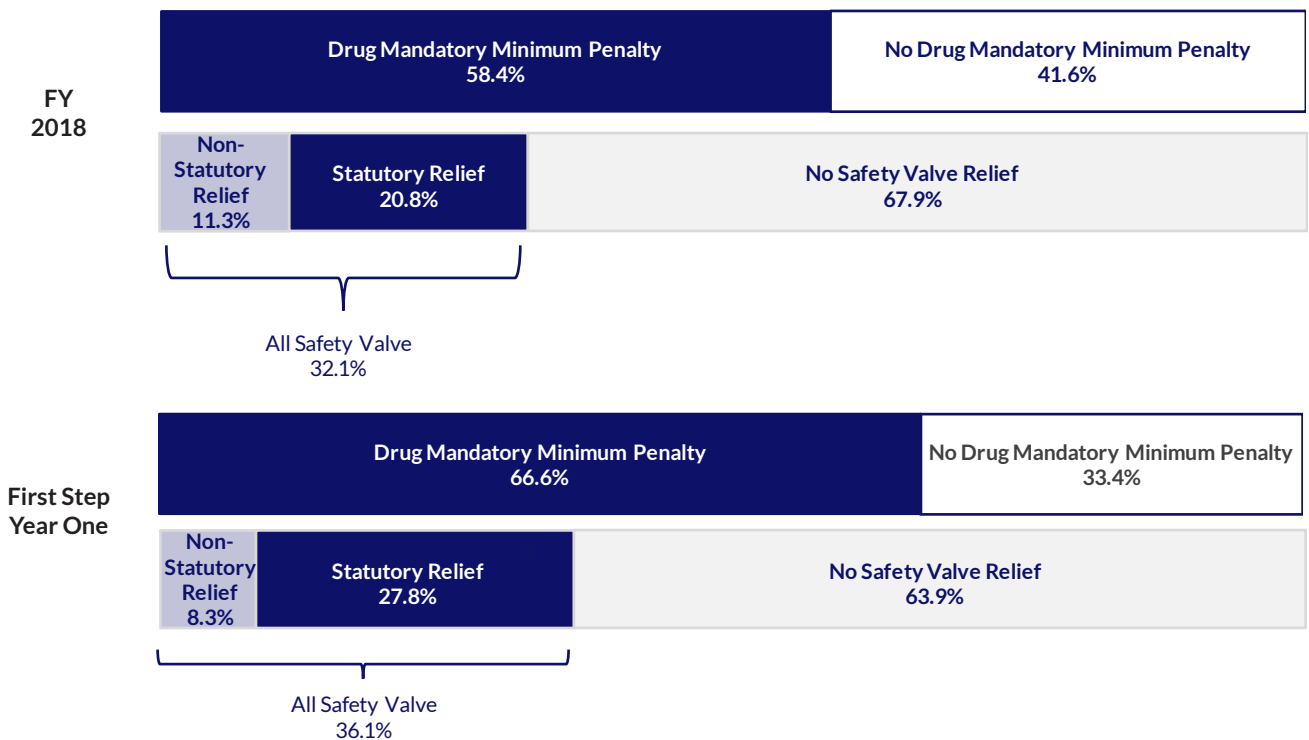 Drug Mandatory Minimum Penalty
58.4%
No Drug Mandatory Minimum Penalty
41.6%
FY
2018
Non-
Statutory
Relief
11.3%
Statutory Relief
20.8%
No Safety Valve Relief
67.9%
All Safety Valve
32.1%
Drug Mandatory Minimum Penalty
66.6%
No Drug Mandatory Minimum Penalty
33.4%
First Step
Year One
Non-
Statutory
Relief
8.3%
Statutory Relief
27.8%
No Safety Valve Relief
63.9%
All Safety Valve
36.1%